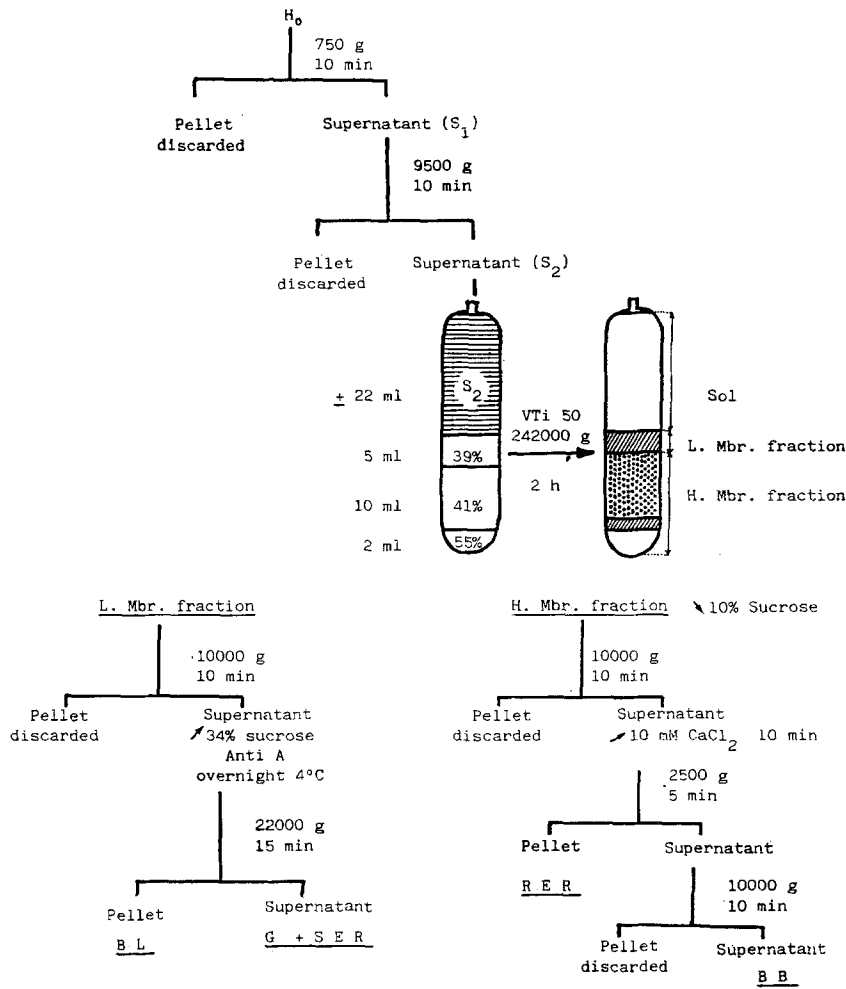 H₀
750 g
10 min
Pellet
discarded
Supernatant (S₁)
9500 g
10 min
Pellet
discarded
Supernatant (S₂)
S₂
± 22 ml
5 ml
39%
10 ml
41%
2 ml
55%
VTi 50
242000 g
2 h
Sol
L. Mbr. fraction
H. Mbr. fraction
L. Mbr. fraction
10000 g
10 min
Pellet
discarded
Supernatant
↗34% sucrose
Anti A
overnight 4°C
22000 g
15 min
Pellet
B L
Supernatant
G + S E R
H. Mbr. fraction ↘10% Sucrose
10000 g
10 min
Pellet
discarded
Supernatant
↗10 mM CaCl₂ 10 min
2500 g
5 min
Pellet
R E R
Supernatant
10000 g
10 min
Pellet
discarded
Supernatant
B B